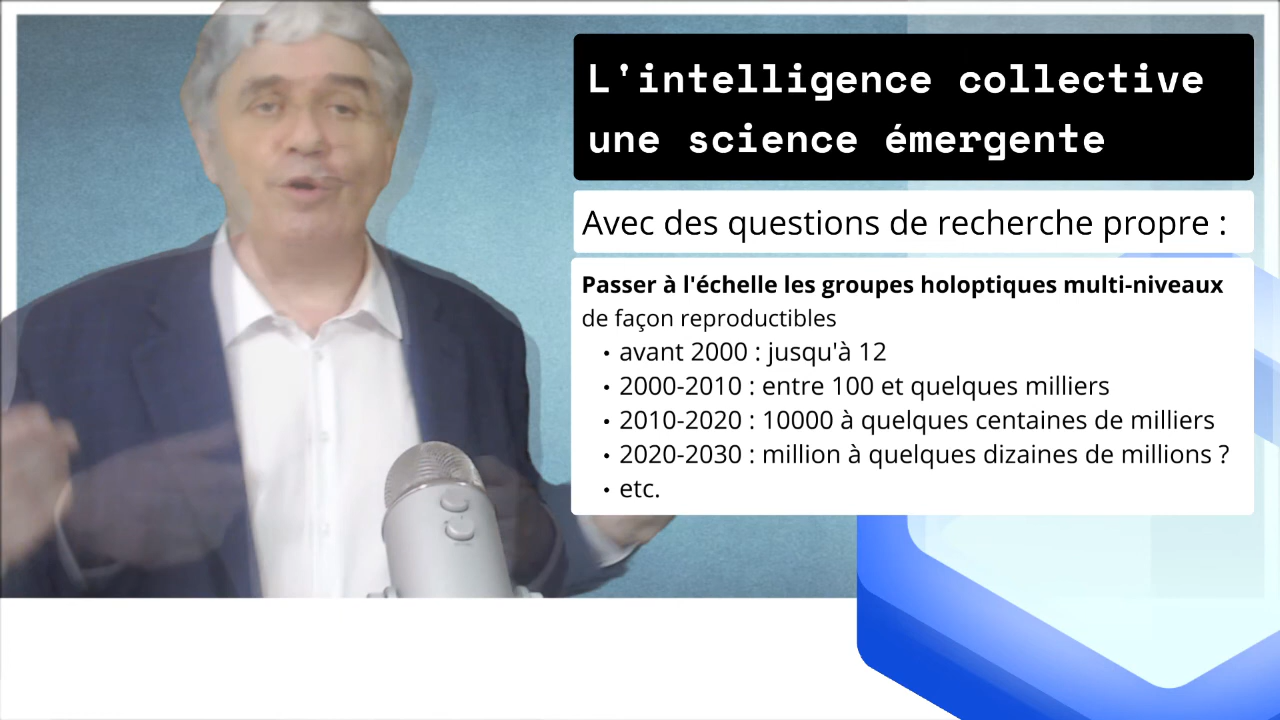 L'intelligence collective
une science émergente
Avec des questions de recherche propre :
Passer à l'échelle les groupes holoptiques multi-niveaux
de façon reproductibles
• avant 2000 : jusqu'à 12
• 2000-2010 : entre 100 et quelques milliers
• 2010-2020 : 10000 à quelques centaines de milliers
• 2020-2030 : million à quelques dizaines de millions ?
• etc.